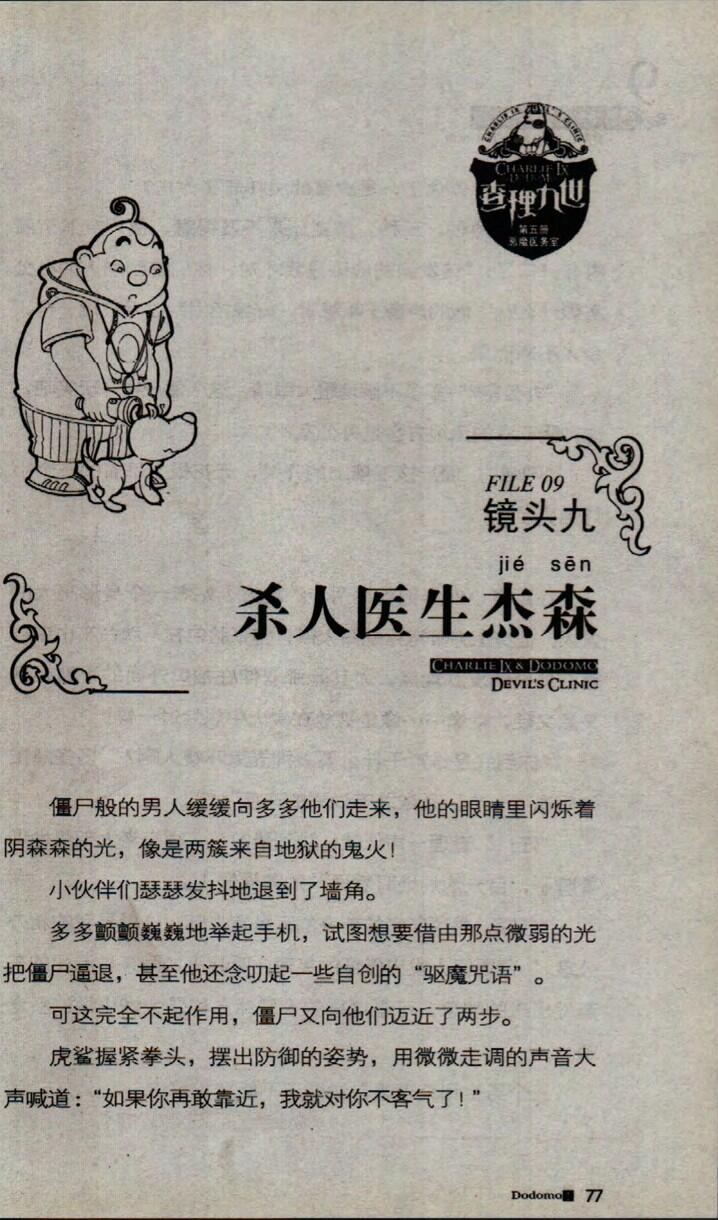 CHARLIE IX
DODOMO
查理九世
第五册
恶魔医务室
FILE 09
镜头九
jié sēn
杀人医生杰森
CHARLIE IX & DODOMO
DEVIL'S CLINIC
僵尸般的男人缓缓向多多他们走来，他的眼睛里闪烁着
阴森森的光，像是两簇来自地狱的鬼火！
小伙伴们瑟瑟发抖地退到了墙角。
多多颤颤巍巍地举起手机，试图想要借由那点微弱的光
把僵尸逼退，甚至他还念叨起一些自创的“驱魔咒语”。
可这完全不起作用，僵尸又向他们迈近了两步。
虎鲨握紧拳头，摆出防御的姿势，用微微走调的声音大
声喊道：“如果你再敢靠近，我就对你不客气了！”
Dodomo 77